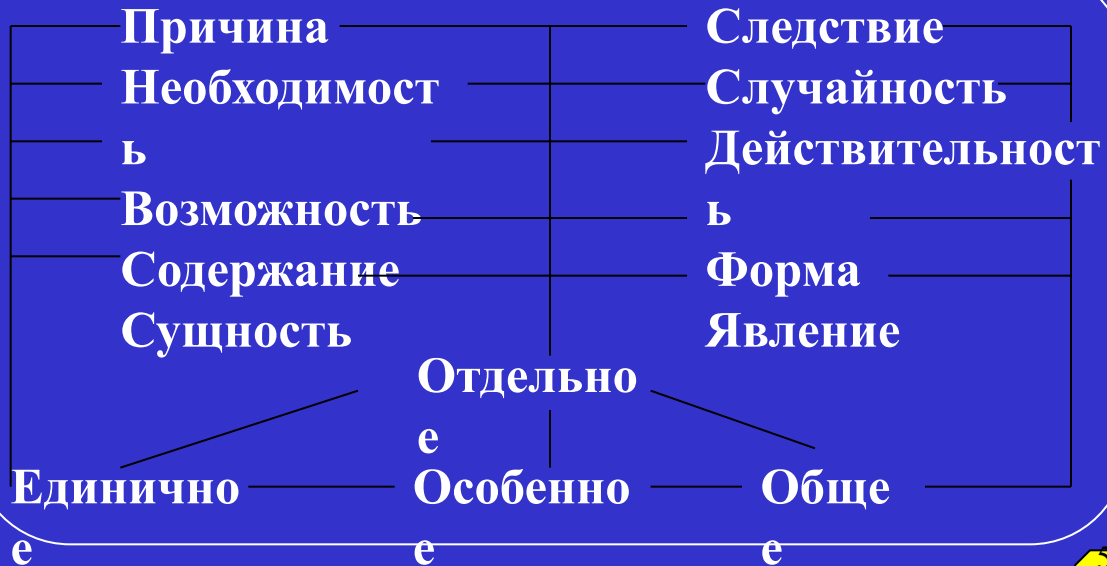 Причина Следствие
Необходимост Случайность
ь Действительност
Возможность ь
Содержание Форма
Сущность Явление
Отдельно
е
Единично Особенно Обще
е е е